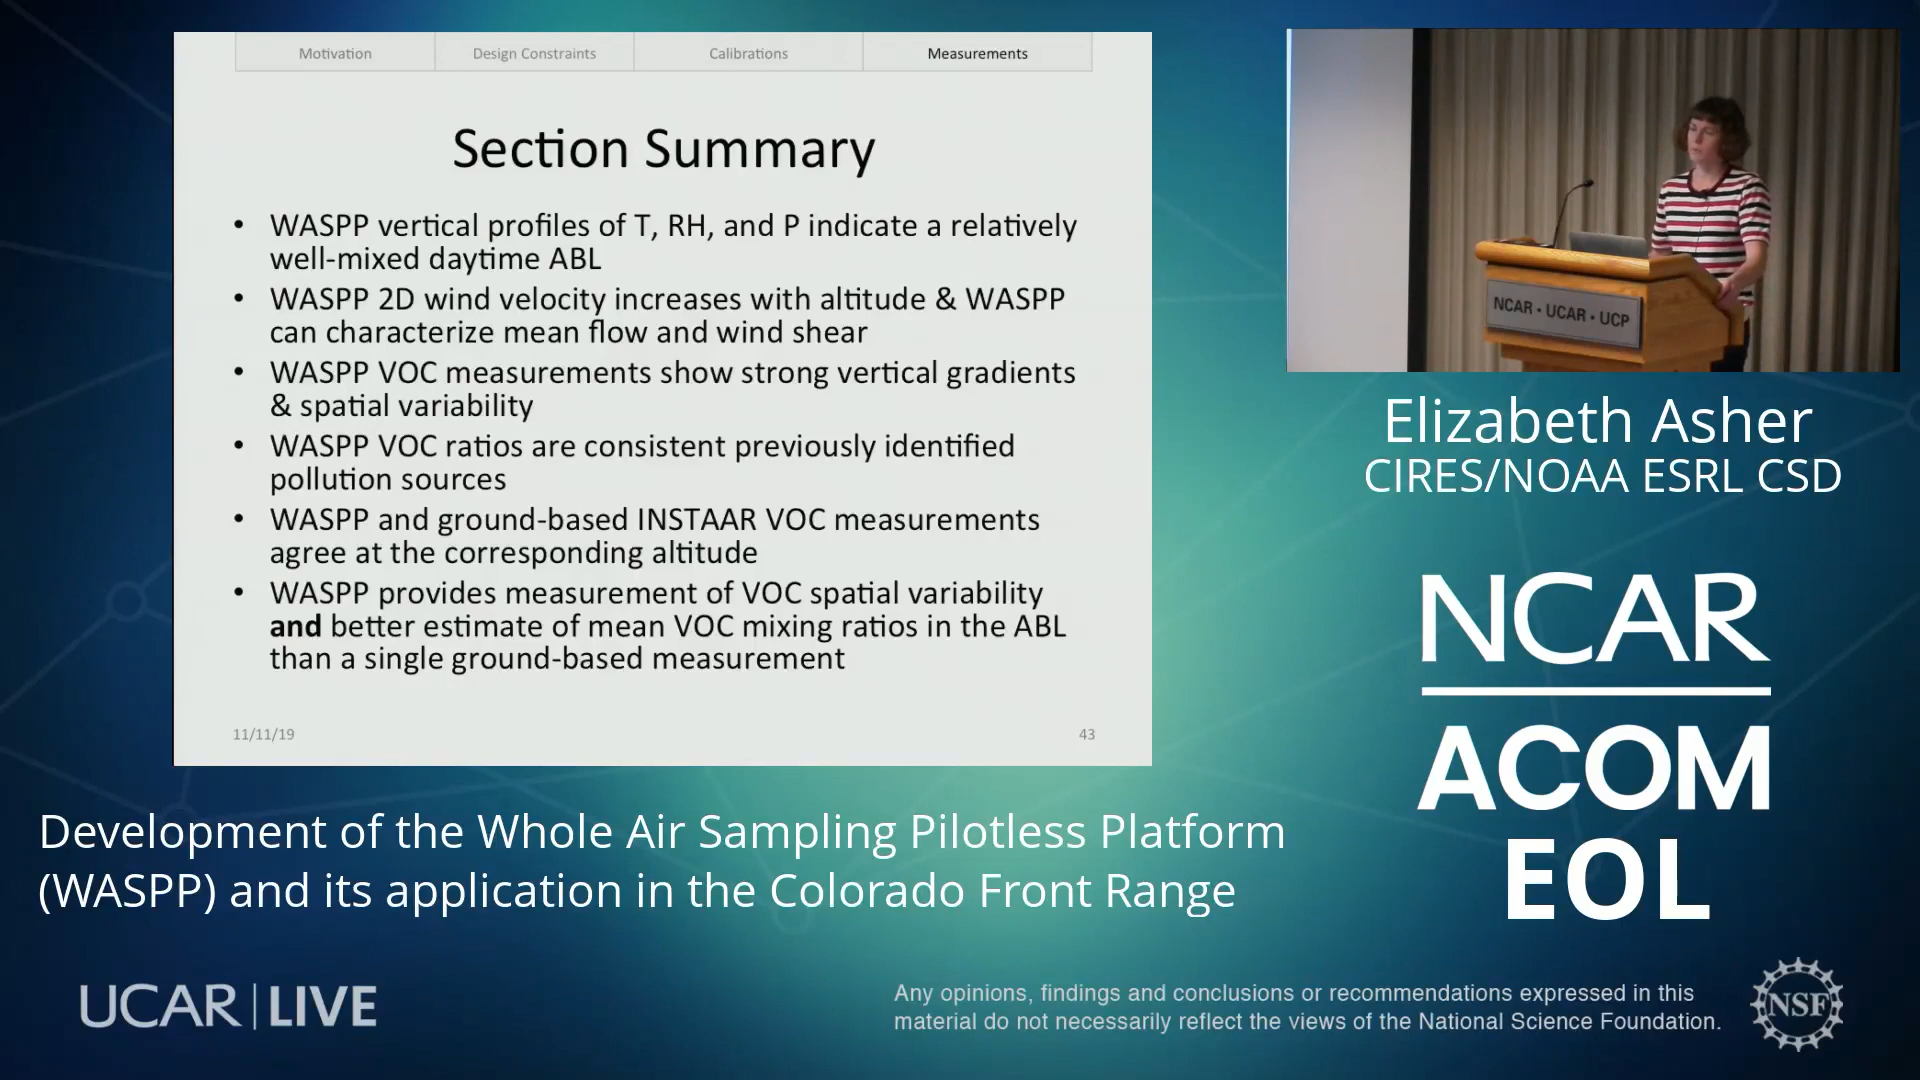 Motivation
Design Constraints
Calibrations
Measurements
Section Summary
• WASPP vertical profiles of T, RH, and P indicate a relatively
well-mixed daytime ABL
• WASPP 2D wind velocity increases with altitude & WASPP
can characterize mean flow and wind shear
• WASPP VOC measurements show strong vertical gradients
& spatial variability
• WASPP VOC ratios are consistent previously identified
pollution sources
• WASPP and ground-based INSTAAR VOC measurements
agree at the corresponding altitude
• WASPP provides measurement of VOC spatial variability
and better estimate of mean VOC mixing ratios in the ABL
than a single ground-based measurement
11/11/19
43
NCAR • UCAR • UCP
Elizabeth Asher
CIRES/NOAA ESRL CSD
NCAR
ACOM
EOL
Development of the Whole Air Sampling Pilotless Platform
(WASPP) and its application in the Colorado Front Range
UCAR | LIVE
Any opinions, findings and conclusions or recommendations expressed in this
material do not necessarily reflect the views of the National Science Foundation.
NSF